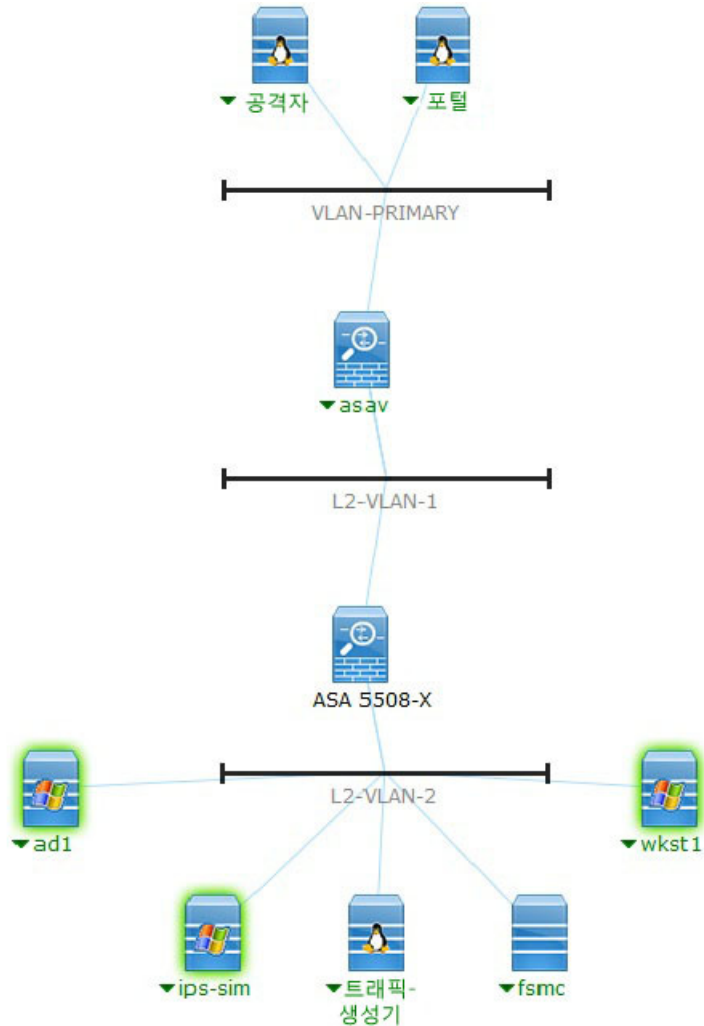 공격자
포털
VLAN-PRIMARY
asav
L2-VLAN-1
ASA 5508-X
L2-VLAN-2
ad1
wkst1
ips-sim
트래픽-
생성기
fsmc